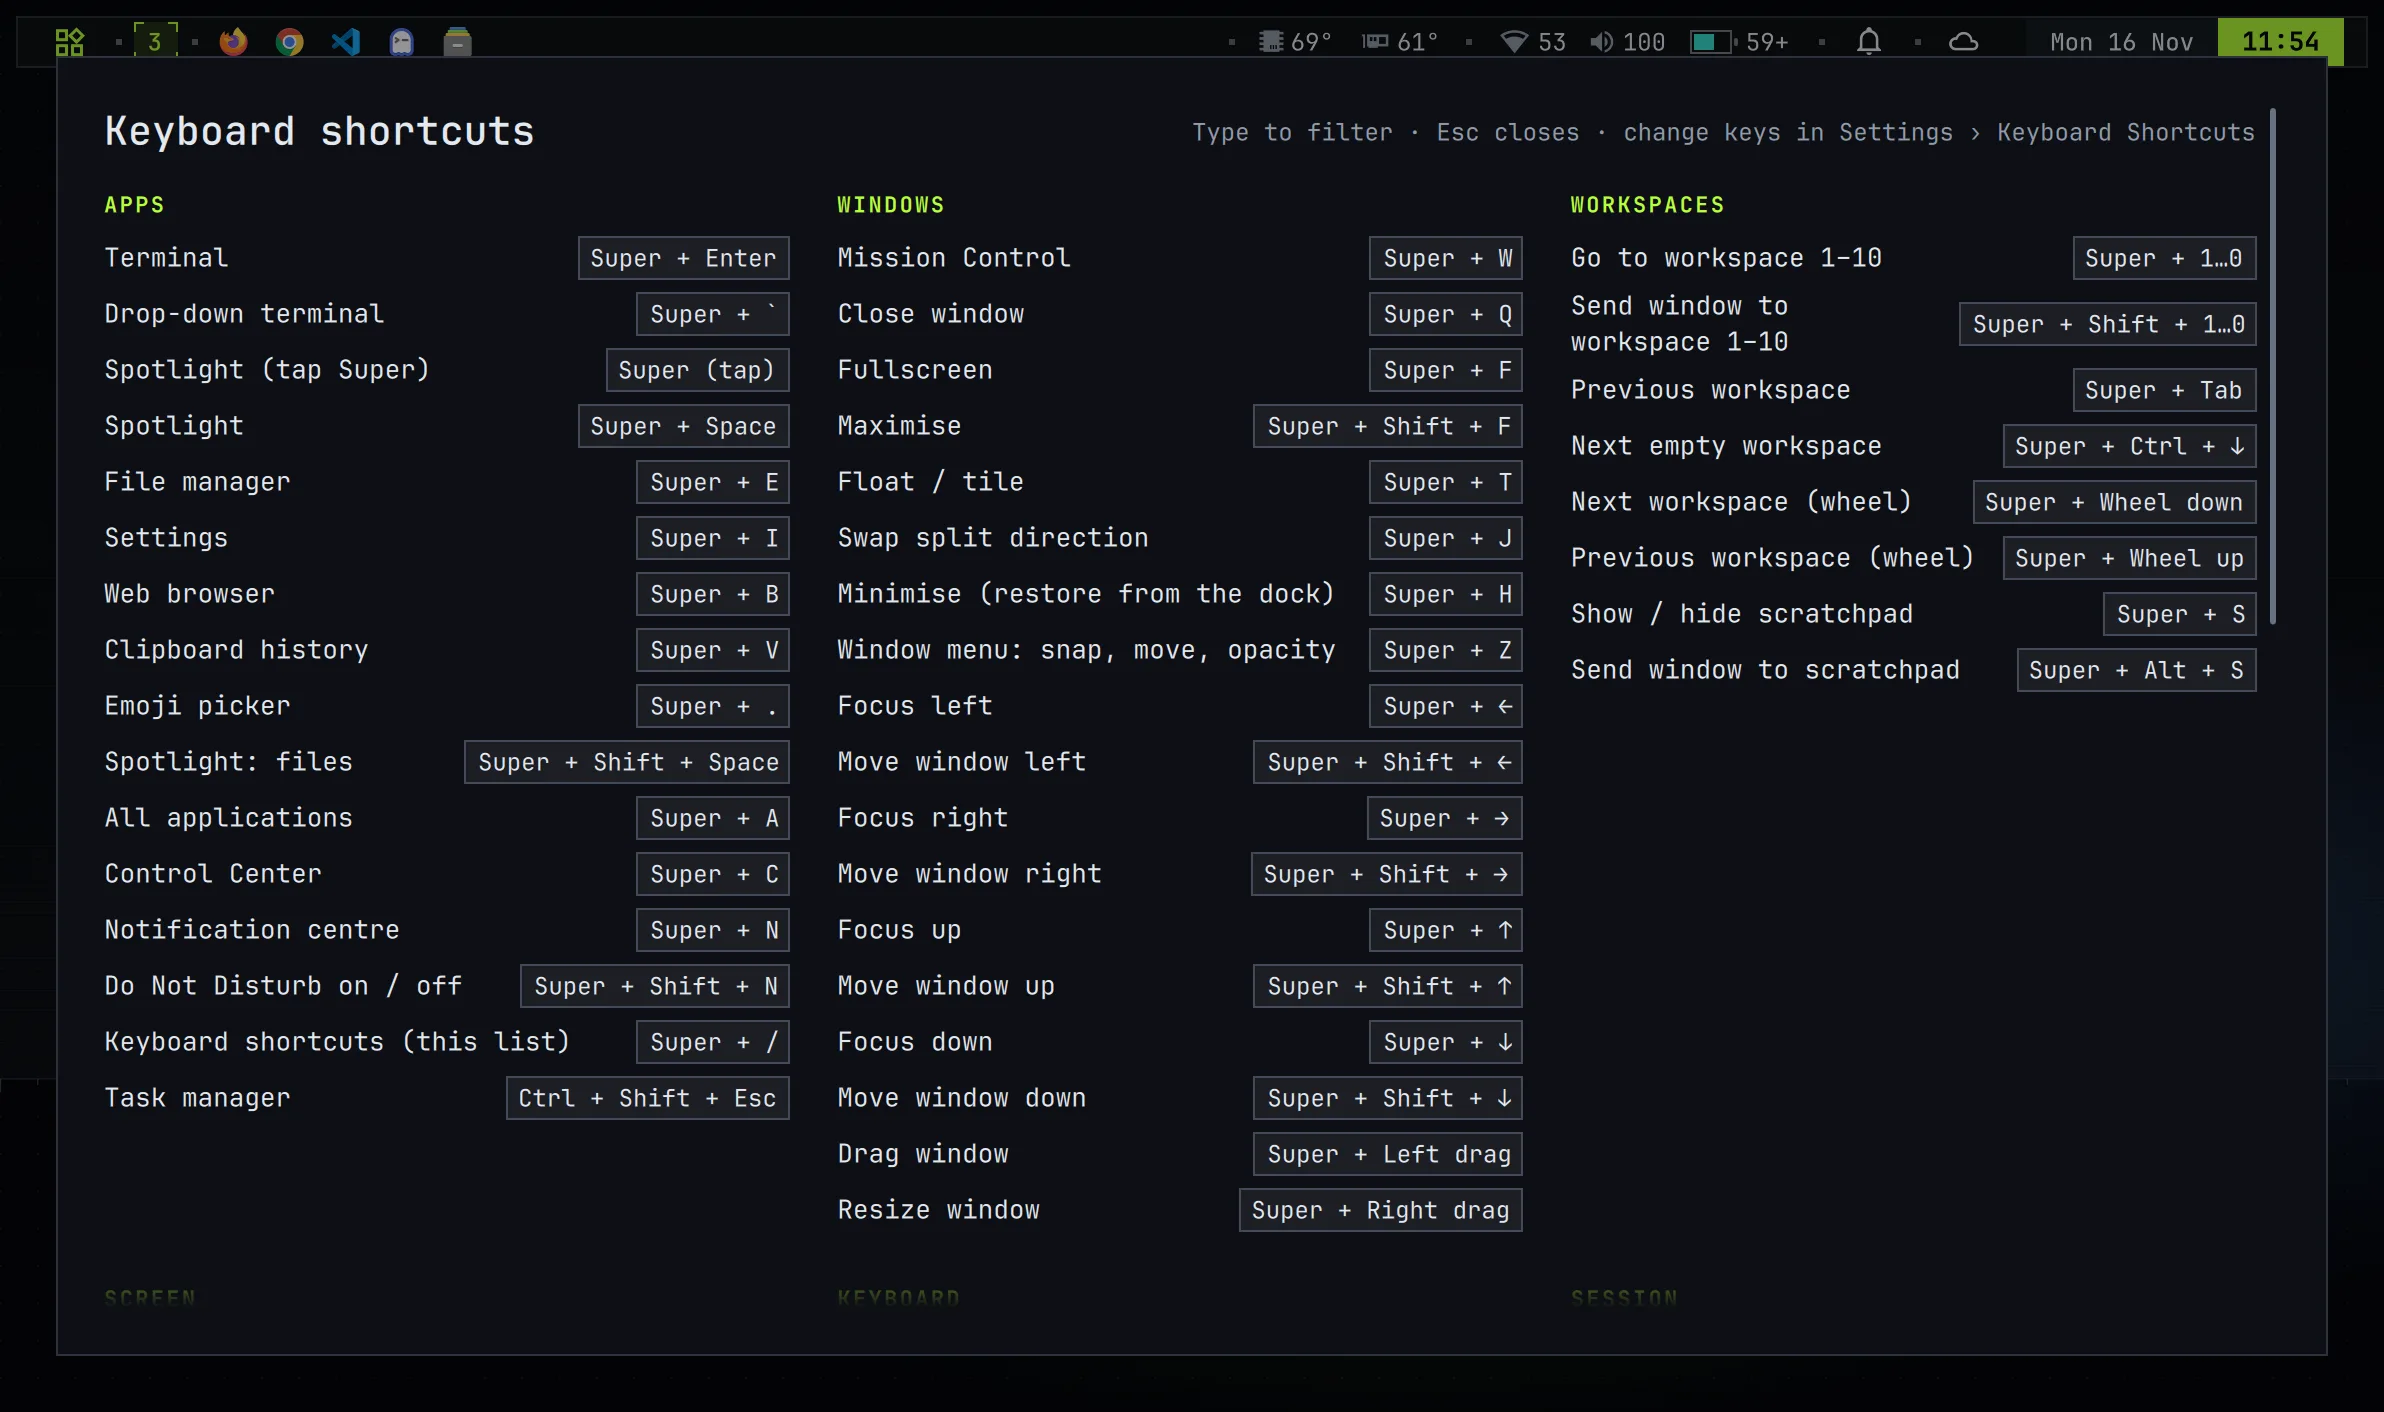 3 69° 61° 53 100 59+ Mon 16 Nov 11:54
Keyboard shortcuts
Type to filter · Esc closes · change keys in Settings › Keyboard Shortcuts
APPS
Terminal Super + Enter
Drop-down terminal Super + `
Spotlight (tap Super) Super (tap)
Spotlight Super + Space
File manager Super + E
Settings Super + I
Web browser Super + B
Clipboard history Super + V
Emoji picker Super + .
Spotlight: files Super + Shift + Space
All applications Super + A
Control Center Super + C
Notification centre Super + N
Do Not Disturb on / off Super + Shift + N
Keyboard shortcuts (this list) Super + /
Task manager Ctrl + Shift + Esc
WINDOWS
Mission Control Super + W
Close window Super + Q
Fullscreen Super + F
Maximise Super + Shift + F
Float / tile Super + T
Swap split direction Super + J
Minimise (restore from the dock) Super + H
Window menu: snap, move, opacity Super + Z
Focus left Super + ←
Move window left Super + Shift + ←
Focus right Super + →
Move window right Super + Shift + →
Focus up Super + ↑
Move window up Super + Shift + ↑
Focus down Super + ↓
Move window down Super + Shift + ↓
Drag window Super + Left drag
Resize window Super + Right drag
WORKSPACES
Go to workspace 1–10 Super + 1…0
Send window to
workspace 1–10 Super + Shift + 1…0
Previous workspace Super + Tab
Next empty workspace Super + Ctrl + ↓
Next workspace (wheel) Super + Wheel down
Previous workspace (wheel) Super + Wheel up
Show / hide scratchpad Super + S
Send window to scratchpad Super + Alt + S
SCREEN
KEYBOARD
SESSION